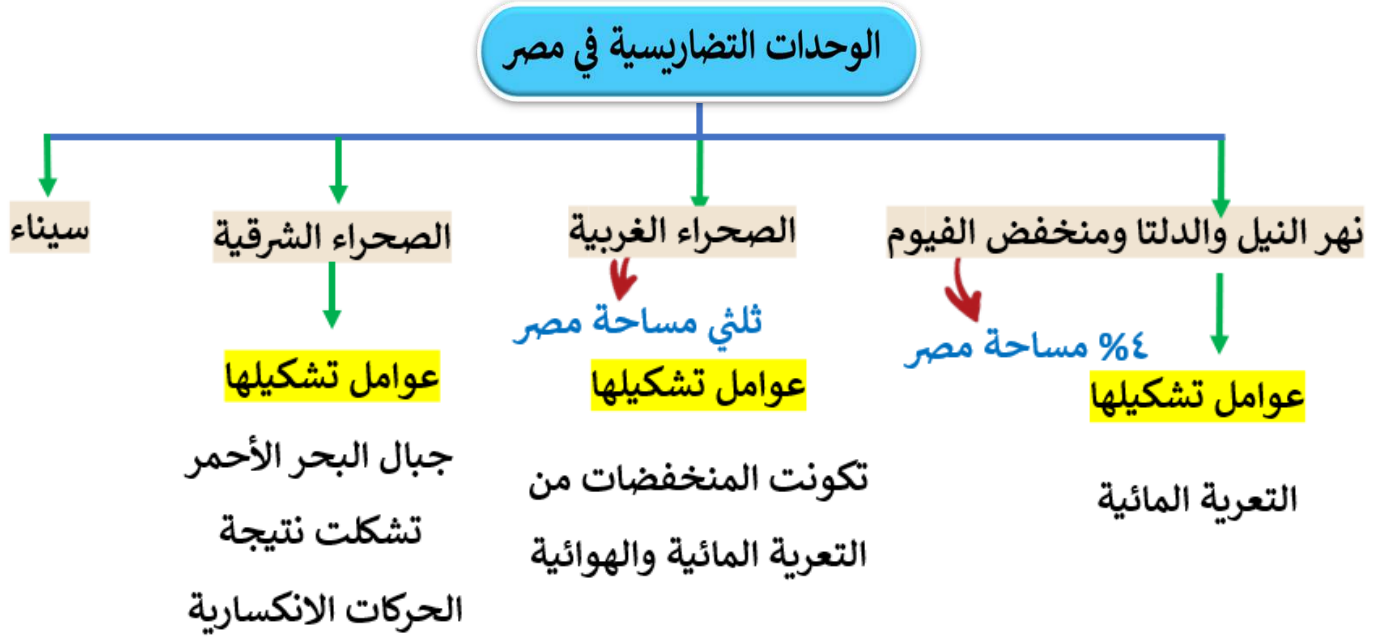 الوحدات التضاريسية في مصر
نهر النيل والدلتا ومنخفض الفيوم
٤% مساحة مصر
عوامل تشكيلها
التعرية المائية
الصحراء الغربية
ثلثي مساحة مصر
عوامل تشكيلها
تكونت المنخفضات من
التعرية المائية والهوائية
الصحراء الشرقية
عوامل تشكيلها
جبال البحر الأحمر
تشكلت نتيجة
الحركات الانكسارية
سيناء